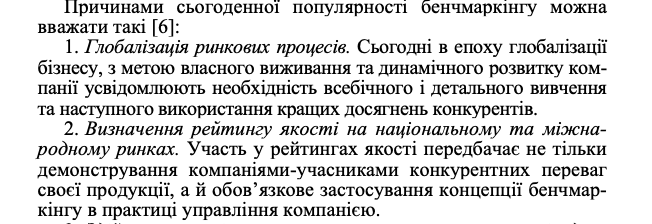 Причинами сьогоденної популярності бенчмаркінгу можна
вважати такі [6]:
1. Глобалізація ринкових процесів. Сьогодні в епоху глобалізації
бізнесу, з метою власного виживання та динамічного розвитку ком-
панії усвідомлюють необхідність всебічного і детального вивчення
та наступного використання кращих досягнень конкурентів.
2. Визначення рейтингу якості на національному та міжна-
родному ринках. Участь у рейтингах якості передбачає не тільки
демонстрування компаніями-учасниками конкурентних переваг
своєї продукції, а й обов’язкове застосування концепції бенчмар-
кінгу в практиці управління компанією.